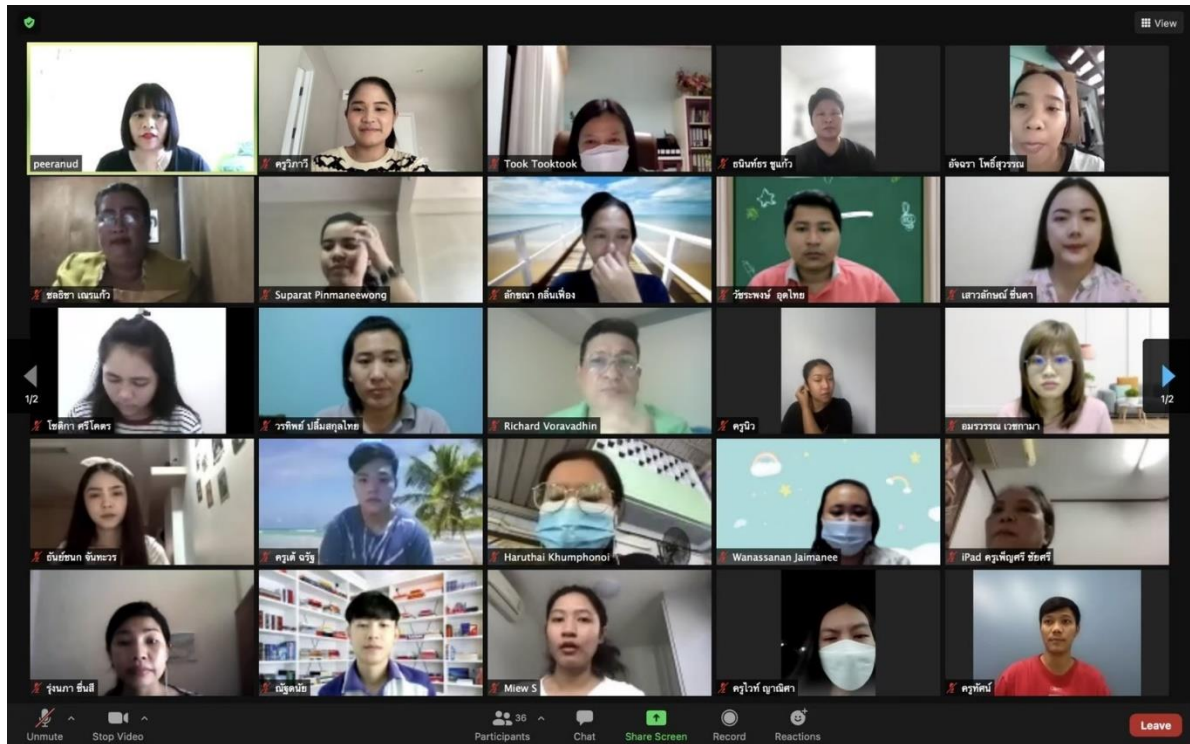 View
peeranud
ครูวิภาวี
Took Tooktook
ธนินท์ธร ชูแก้ว
อัจฉรา โพธิ์สุวรรณ
ชลธิชา เณรแก้ว
Suparat Pinmaneewong
ลักขณา กลิ่นเฟื่อง
วัชระพงษ์ อุดไทย
เสาวลักษณ์ ชื่นดา
1/2
โชติกา ศรีโคตร
วรทิพย์ ปลื้มสกุลไทย
Richard Voravadhin
ครูนิว
อมรวรรณ เวชกามา
1/2
ธันย์ชนก จันทะวร
ครูเต้ ฉรัฐ
Haruthai Khumphonoi
Wanassanan Jaimanee
iPad ครูเพ็ญศรี ชัยศรี
รุ่งนภา ชื่นสี
ณัฐดนัย
Miew S
ครูไวท์ ญาณิศา
ครูทัศน์
Unmute
Stop Video
36
Participants
Chat
Share Screen
Record
Reactions
Leave